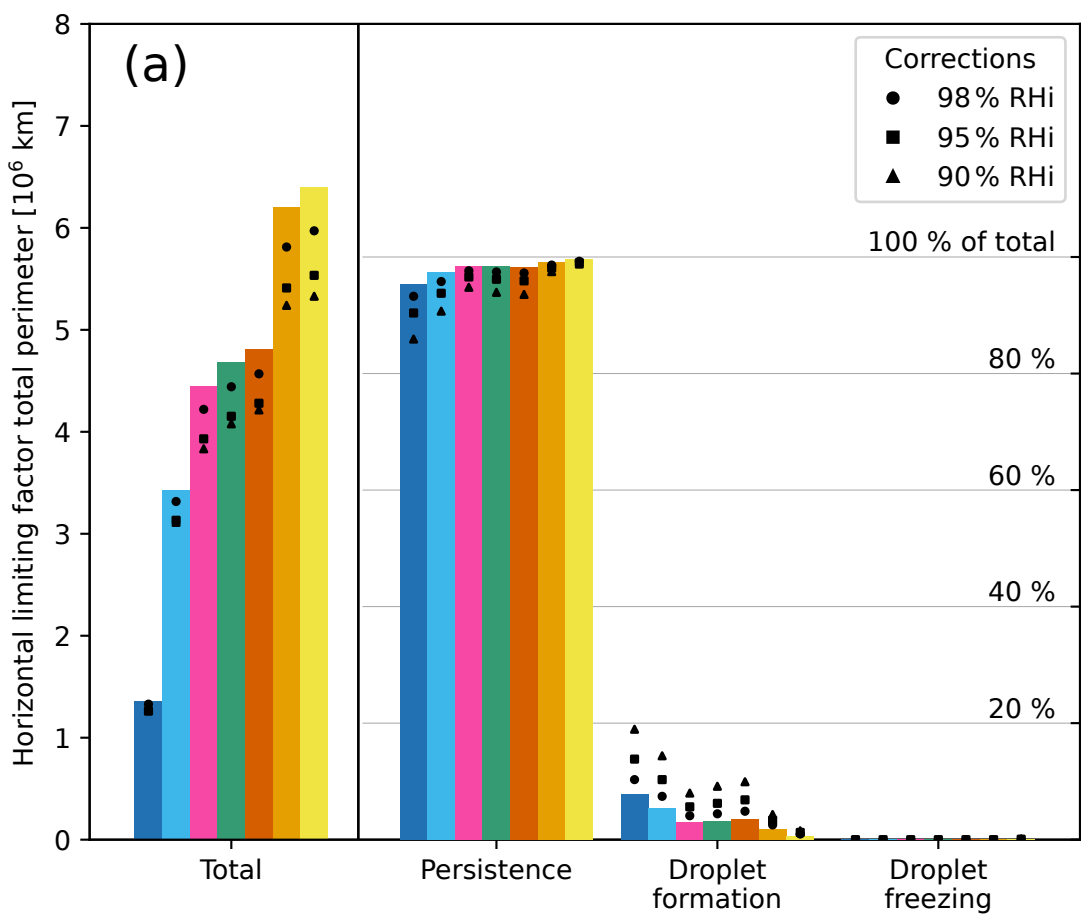 (a)
Horizontal limiting factor total perimeter [10⁶ km]
8
7
6
5
4
3
2
1
0
Corrections
98 % RHi
95 % RHi
90 % RHi
100 % of total
80 %
60 %
40 %
20 %
Total
Persistence
Droplet
formation
Droplet
freezing